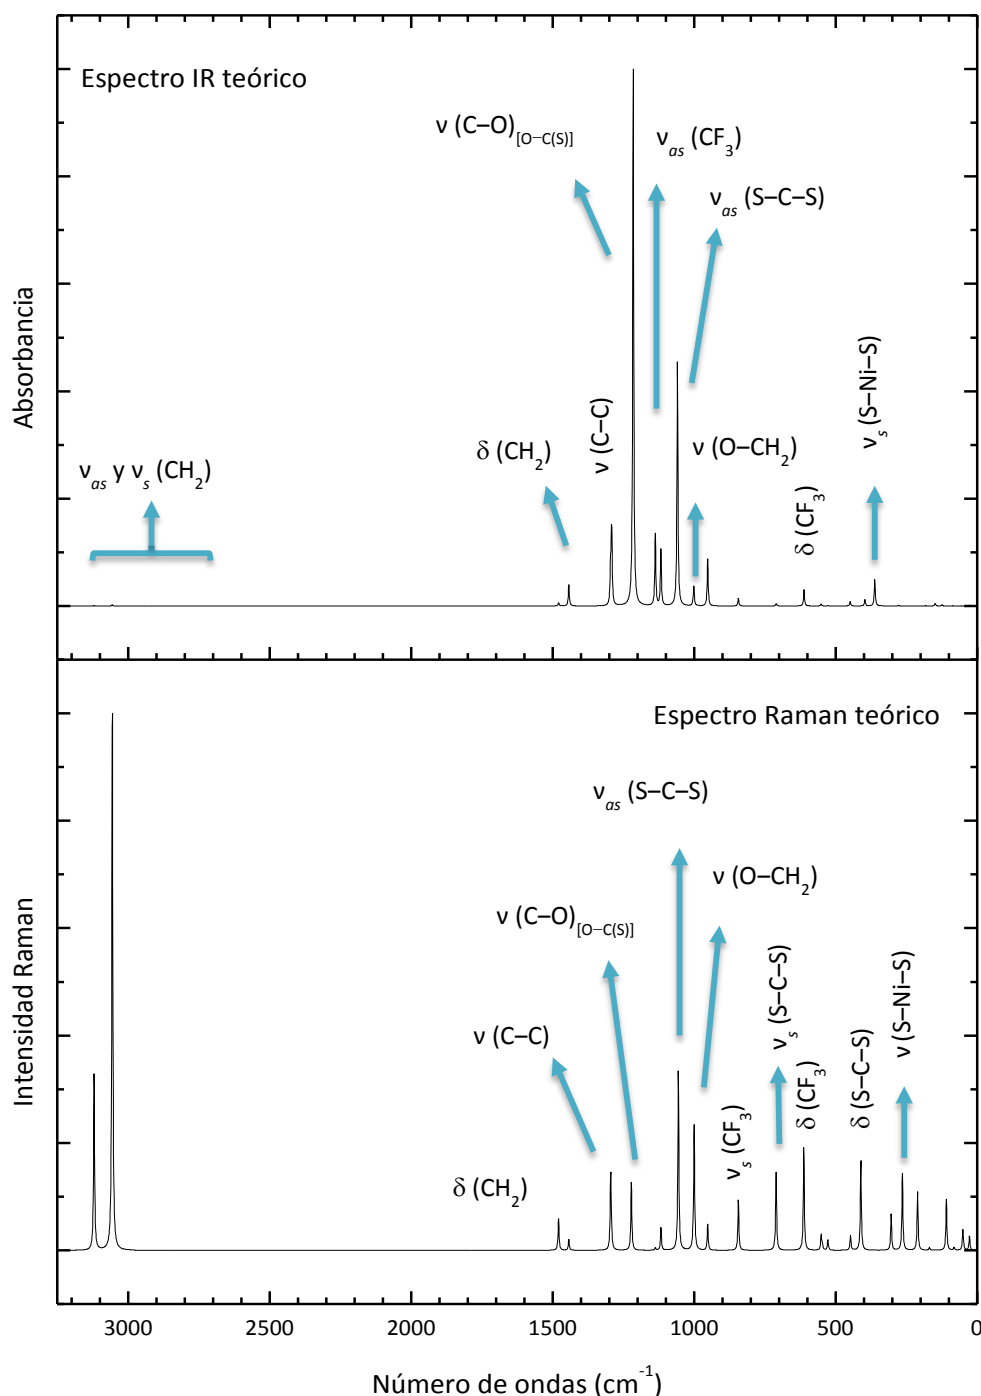 Espectro IR teórico
ν (C–O)[O–C(S)]
νas (CF3)
νas (S–C–S)
Absorbancia
νs (S–Ni–S)
ν (C–C)
δ (CH2)
ν (O–CH2)
νas y νs (CH2)
δ (CF3)
Espectro Raman teórico
νas (S–C–S)
ν (O–CH2)
ν (C–O)[O–C(S)]
Intensidad Raman
νs (S–C–S)
ν (S–Ni–S)
ν (C–C)
δ (CF3)
δ (S–C–S)
νs (CF3)
δ (CH2)
3000 2500 2000 1500 1000 500 0
Número de ondas (cm-1)